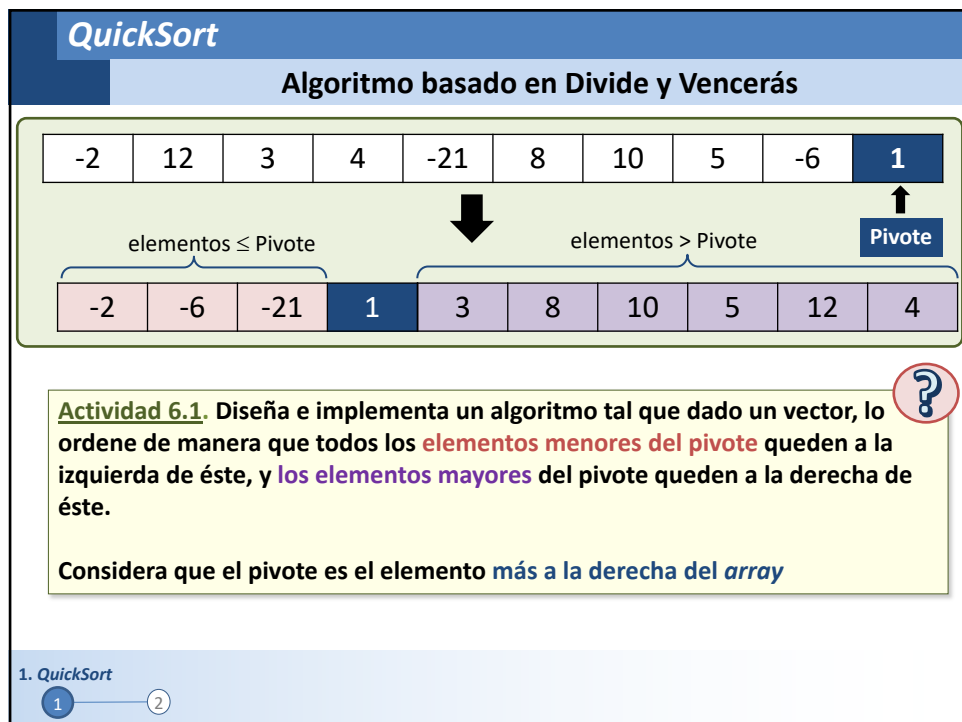 QuickSort
Algoritmo basado en Divide y Vencerás
-2 12 3 4 -21 8 10 5 -6 1
elementos ≤ Pivote
elementos > Pivote
Pivote
-2 -6 -21 1 3 8 10 5 12 4
?
Actividad 6.1. Diseña e implementa un algoritmo tal que dado un vector, lo
ordene de manera que todos los elementos menores del pivote queden a la
izquierda de éste, y los elementos mayores del pivote queden a la derecha de
éste.
Considera que el pivote es el elemento más a la derecha del array
1. QuickSort
1 2